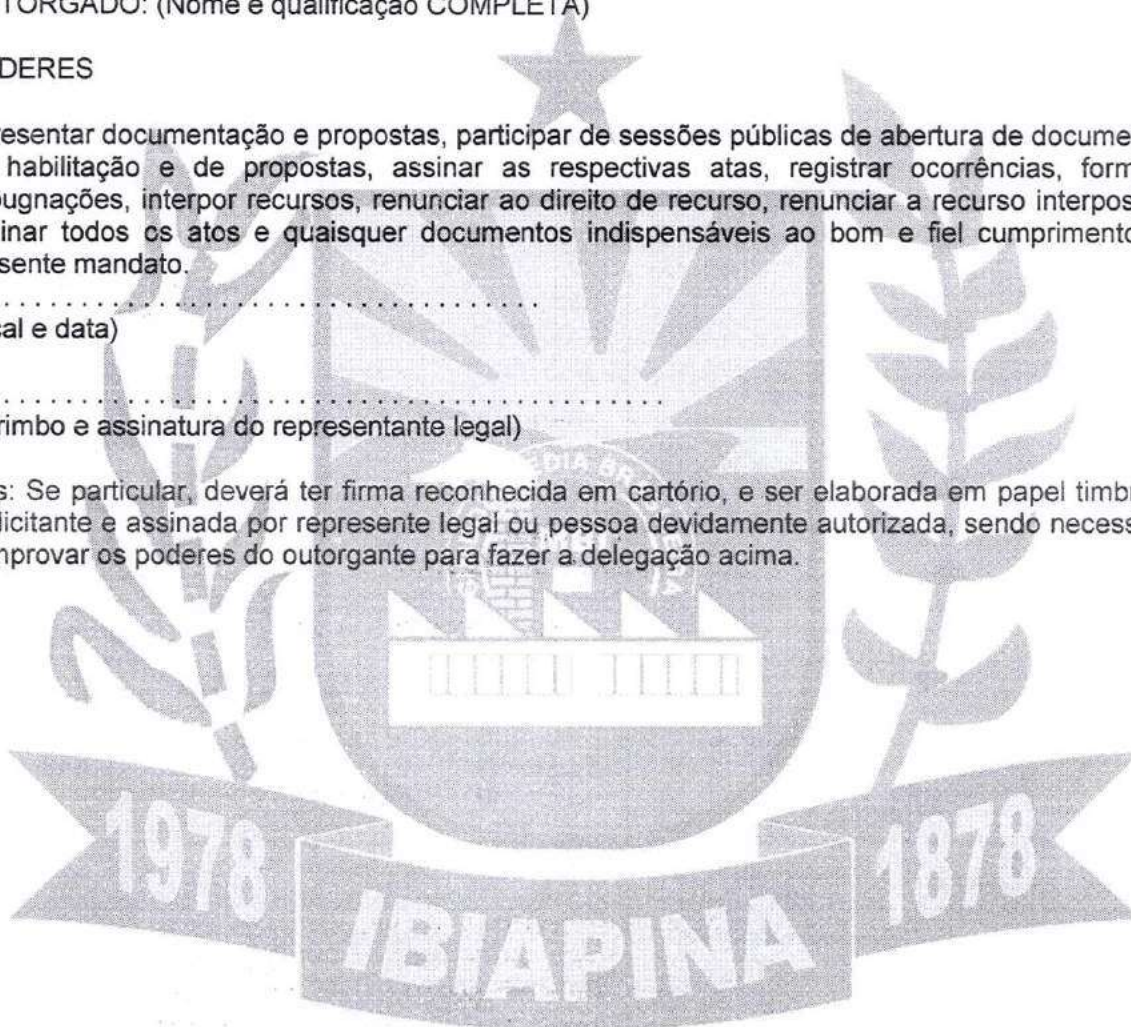 TORGADO: (Nome e qualificação COMPLETA)
DERES
resentar documentação e propostas, participar de sessões públicas de abertura de docume
habilitação e de propostas, assinar as respectivas atas, registrar ocorrências, form
ugnações, interpor recursos, renunciar ao direito de recurso, renunciar a recurso interpos
inar todos os atos e quaisquer documentos indispensáveis ao bom e fiel cumprimento
sente mandato.
cal e data)
rimbo e assinatura do representante legal)
s: Se particular, deverá ter firma reconhecida em cartório, e ser elaborada em papel timbr
licitante e assinada por represente legal ou pessoa devidamente autorizada, sendo necess
mprovar os poderes do outorgante para fazer a delegação acima.
1978
1878
IBIAPINA